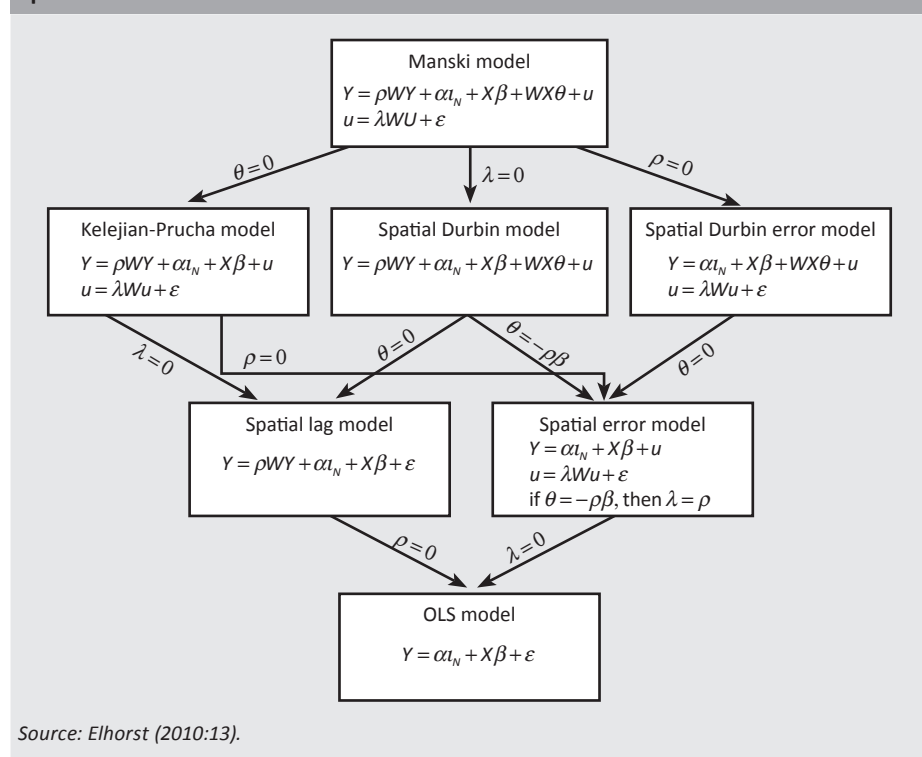 Manski model
Y = ρWY + αι_N + Xβ + WXθ + u
u = λWU + ε
θ = 0
λ = 0
ρ = 0
Kelejian-Prucha model
Y = ρWY + αι_N + Xβ + u
u = λWu + ε
Spatial Durbin model
Y = ρWY + αι_N + Xβ + WXθ + u
Spatial Durbin error model
Y = αι_N + Xβ + WXθ + u
u = λWu + ε
λ = 0
ρ = 0
θ = 0
θ = −ρβ
θ = 0
Spatial lag model
Y = ρWY + αι_N + Xβ + ε
Spatial error model
Y = αι_N + Xβ + u
u = λWu + ε
if θ = −ρβ, then λ = ρ
ρ = 0
λ = 0
OLS model
Y = αι_N + Xβ + ε
Source: Elhorst (2010:13).